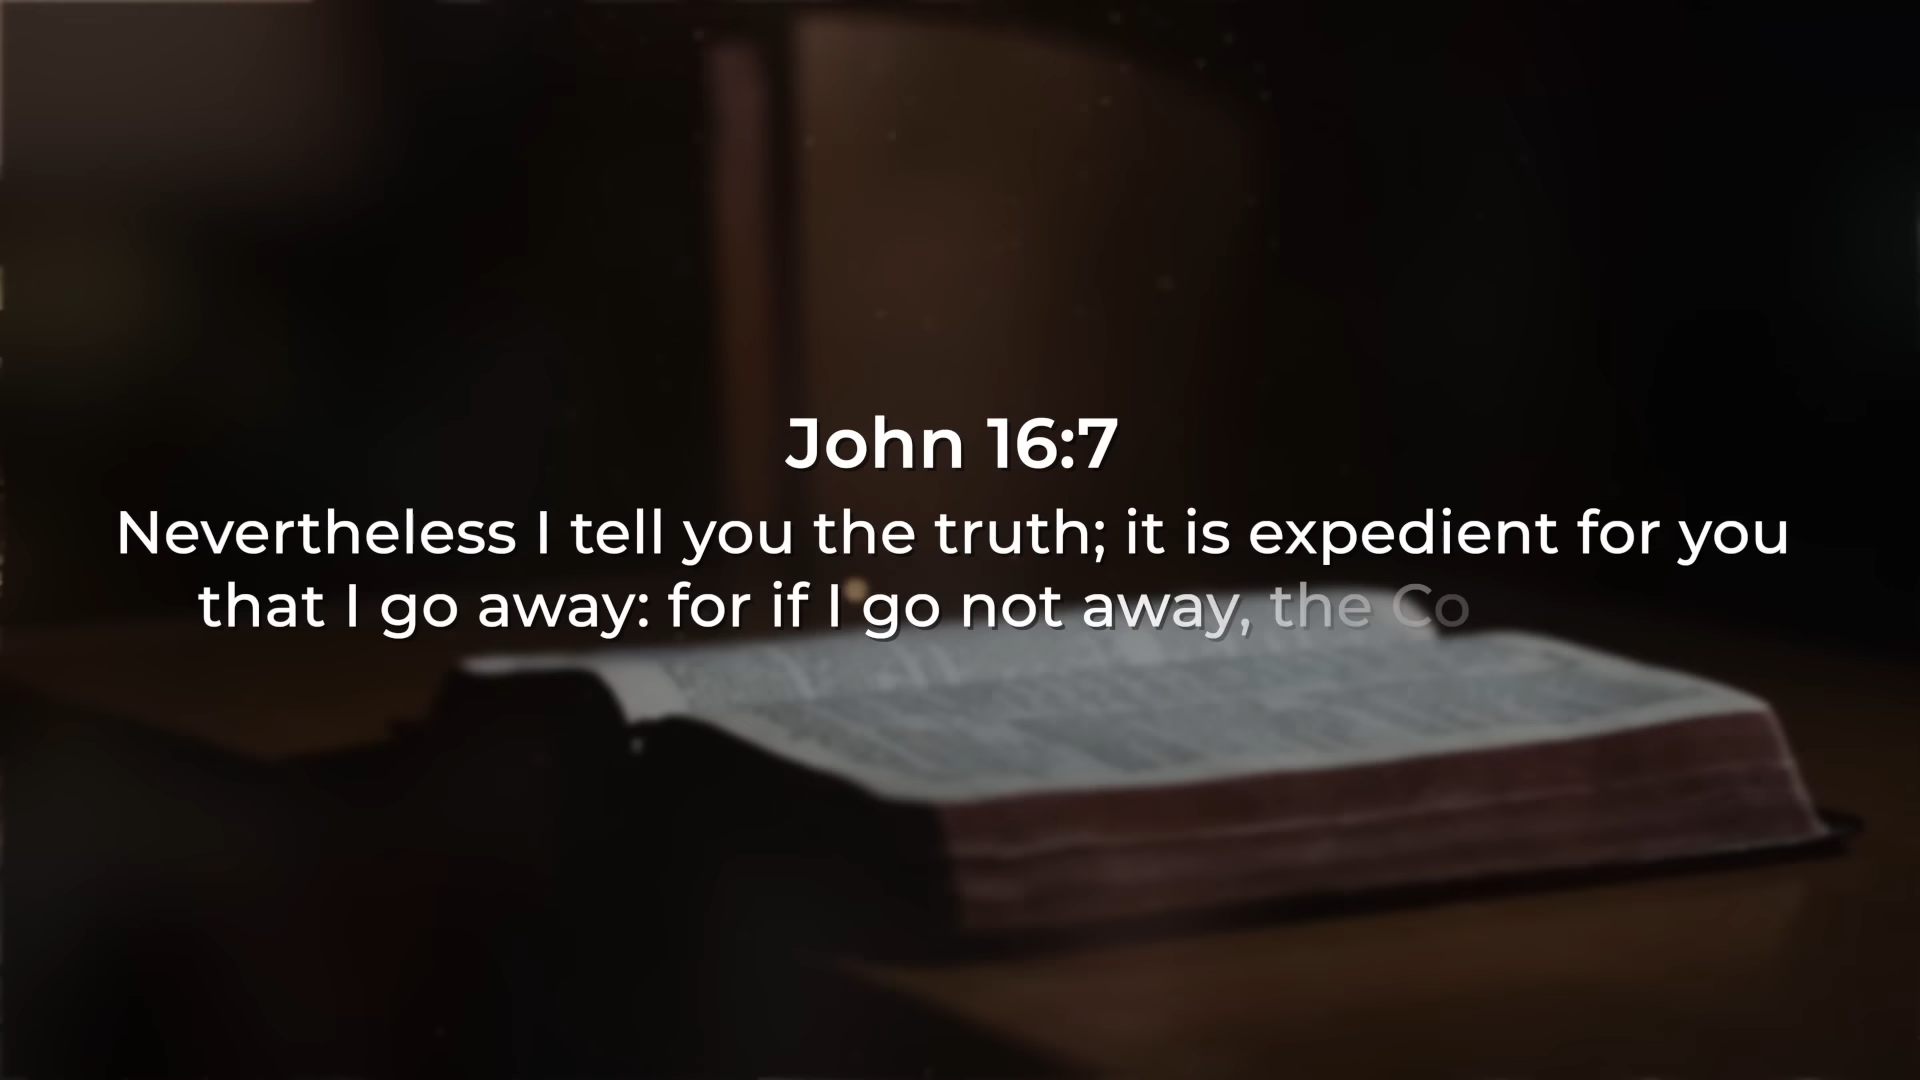 John 16:7
Nevertheless I tell you the truth; it is expedient for you
that I go away: for if I go not away, the Co